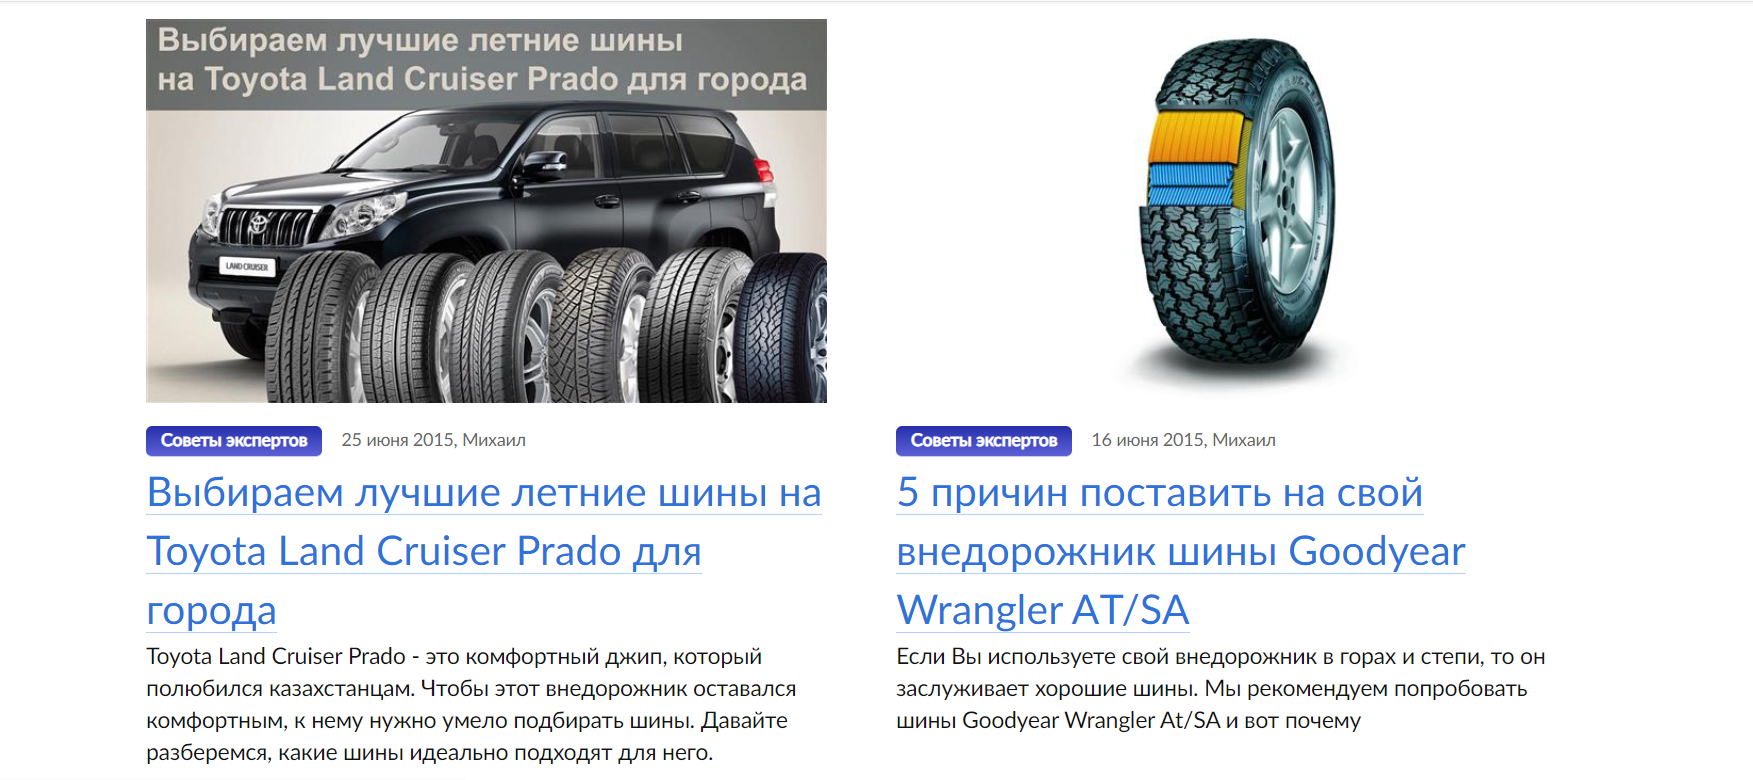 Выбираем лучшие летние шины
на Toyota Land Cruiser Prado для города
LAND CRUISER
Советы экспертов
25 июня 2015, Михаил
Выбираем лучшие летние шины на
Toyota Land Cruiser Prado для
города
Toyota Land Cruiser Prado - это комфортный джип, который
полюбился казахстанцам. Чтобы этот внедорожник оставался
комфортным, к нему нужно умело подбирать шины. Давайте
разберемся, какие шины идеально подходят для него.
Советы экспертов
16 июня 2015, Михаил
5 причин поставить на свой
внедорожник шины Goodyear
Wrangler AT/SA
Если Вы используете свой внедорожник в горах и степи, то он
заслуживает хорошие шины. Мы рекомендуем попробовать
шины Goodyear Wrangler At/SA и вот почему